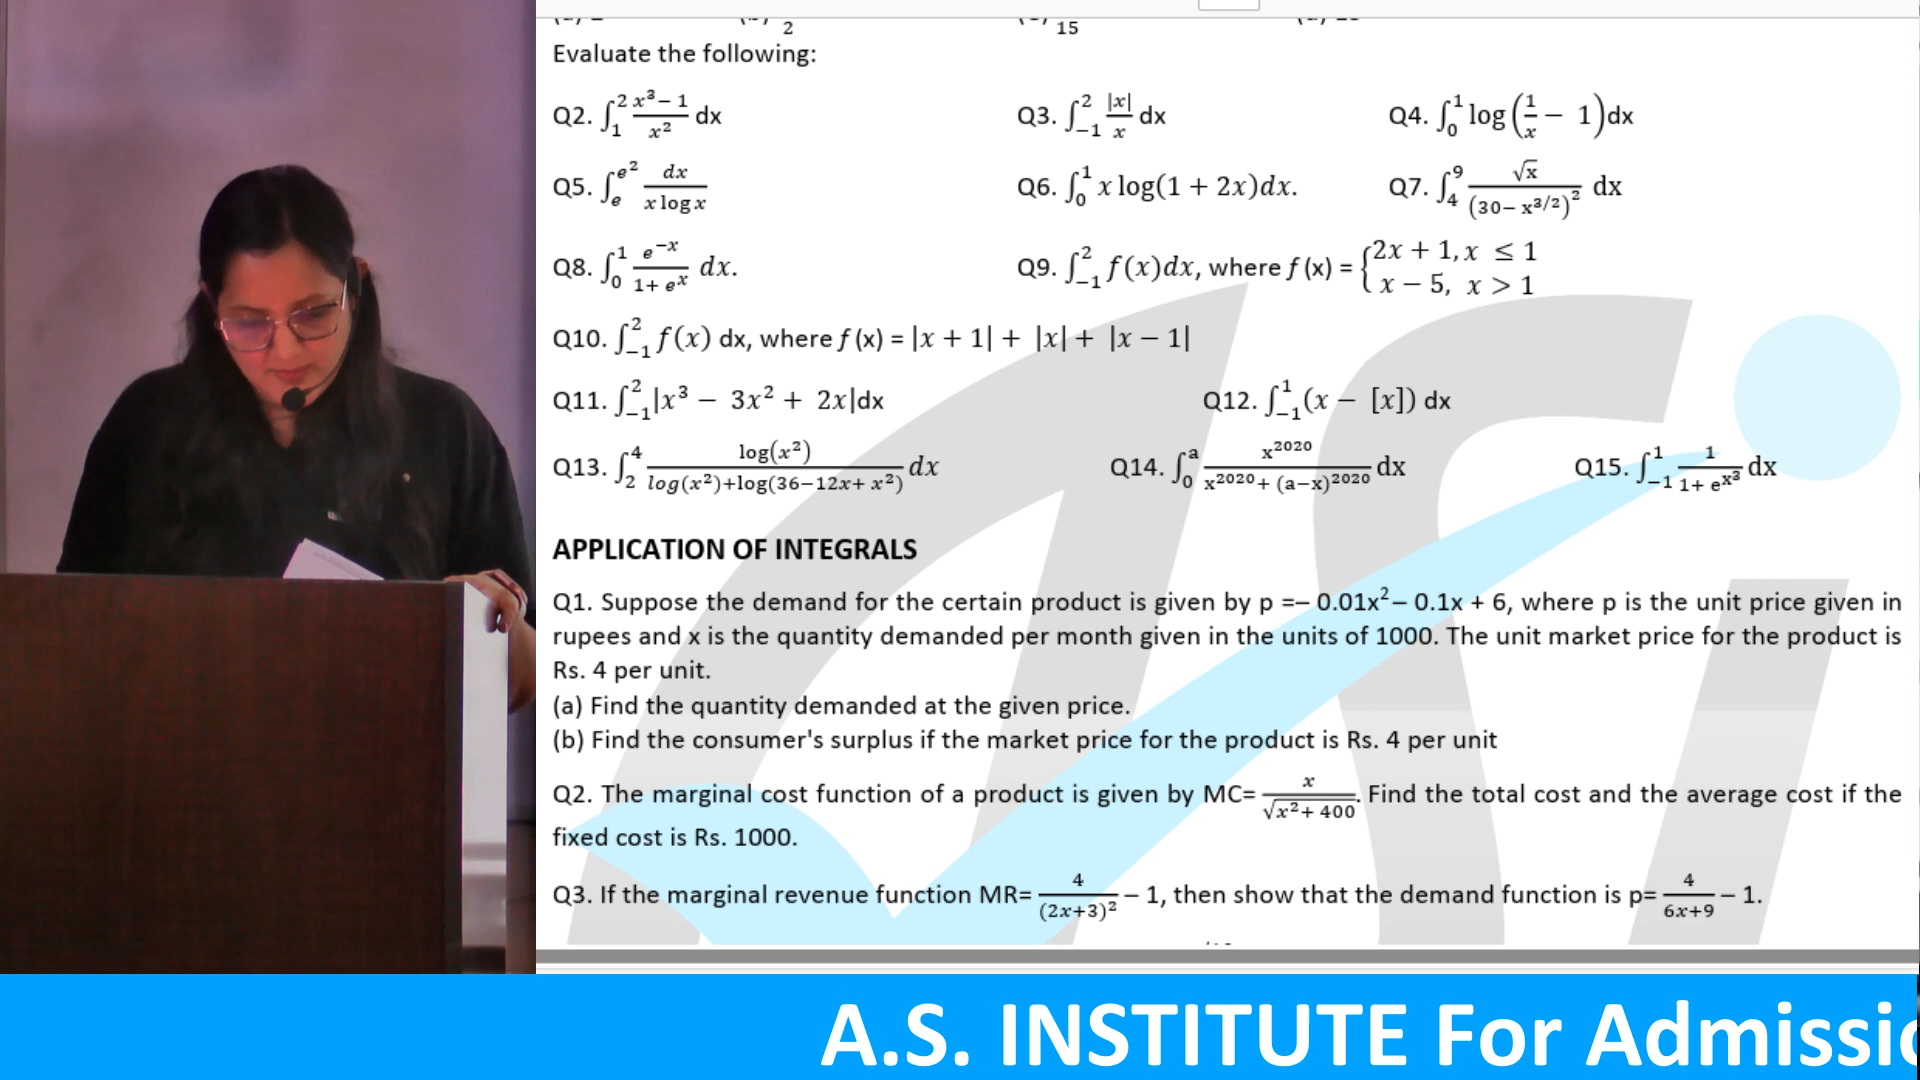 2
15
Evaluate the following:
Q2. ∫₁² (x³ − 1)/x² dx Q3. ∫₋₁² |x|/x dx Q4. ∫₀¹ log(1/x − 1)dx
Q5. ∫ₑ^(e²) dx/(x log x) Q6. ∫₀¹ x log(1 + 2x)dx. Q7. ∫₄⁹ √x/(30− x^(3/2))² dx
Q8. ∫₀¹ e^(−x)/(1+ eˣ) dx. Q9. ∫₋₁² f(x)dx, where f (x) = {2x + 1, x ≤ 1
x − 5, x > 1
Q10. ∫₋₁² f(x) dx, where f (x) = |x + 1| + |x| + |x − 1|
Q11. ∫₋₁² |x³ − 3x² + 2x|dx Q12. ∫₋₁¹ (x − [x]) dx
Q13. ∫₂⁴ log(x²)/(log(x²)+log(36−12x+ x²)) dx Q14. ∫₀ᵃ x²⁰²⁰/(x²⁰²⁰+ (a−x)²⁰²⁰) dx Q15. ∫₋₁¹ 1/(1+ e^(x³)) dx
APPLICATION OF INTEGRALS
Q1. Suppose the demand for the certain product is given by p =− 0.01x²− 0.1x + 6, where p is the unit price given in
rupees and x is the quantity demanded per month given in the units of 1000. The unit market price for the product is
Rs. 4 per unit.
(a) Find the quantity demanded at the given price.
(b) Find the consumer's surplus if the market price for the product is Rs. 4 per unit
Q2. The marginal cost function of a product is given by MC= x/√(x²+ 400). Find the total cost and the average cost if the
fixed cost is Rs. 1000.
Q3. If the marginal revenue function MR= 4/(2x+3)² − 1, then show that the demand function is p= 4/(6x+9) − 1.
A.S. INSTITUTE For Admissi